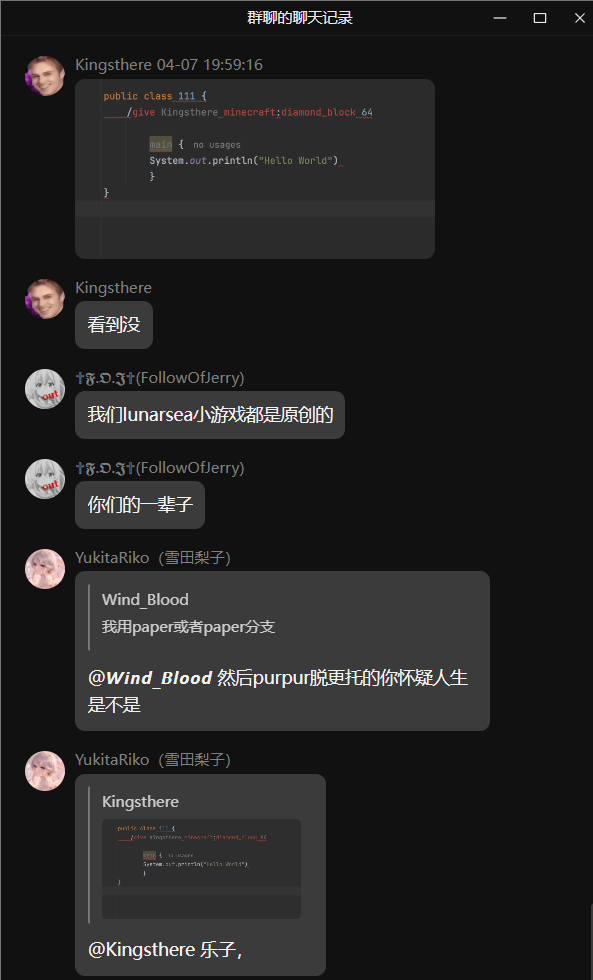 群聊的聊天记录
Kingsthere 04-07 19:59:16
public class 111 {
/give Kingsthere minecraft:diamond_block 64
main { no usages
System.out.println("Hello World")
}
}
Kingsthere
看到没
✝𝕱.𝕺.𝕵✝(FollowOfJerry)
我们lunarsea小游戏都是原创的
✝𝕱.𝕺.𝕵✝(FollowOfJerry)
你们的一辈子
YukitaRiko（雪田梨子）
Wind_Blood
我用paper或者paper分支
@Wind_Blood 然后purpur脱更托的你怀疑人生
是不是
YukitaRiko（雪田梨子）
Kingsthere
public class 111 {
/give Kingsthere minecraft:diamond_block 64
main { no usages
System.out.println("Hello World")
}
}
@Kingsthere 乐子，